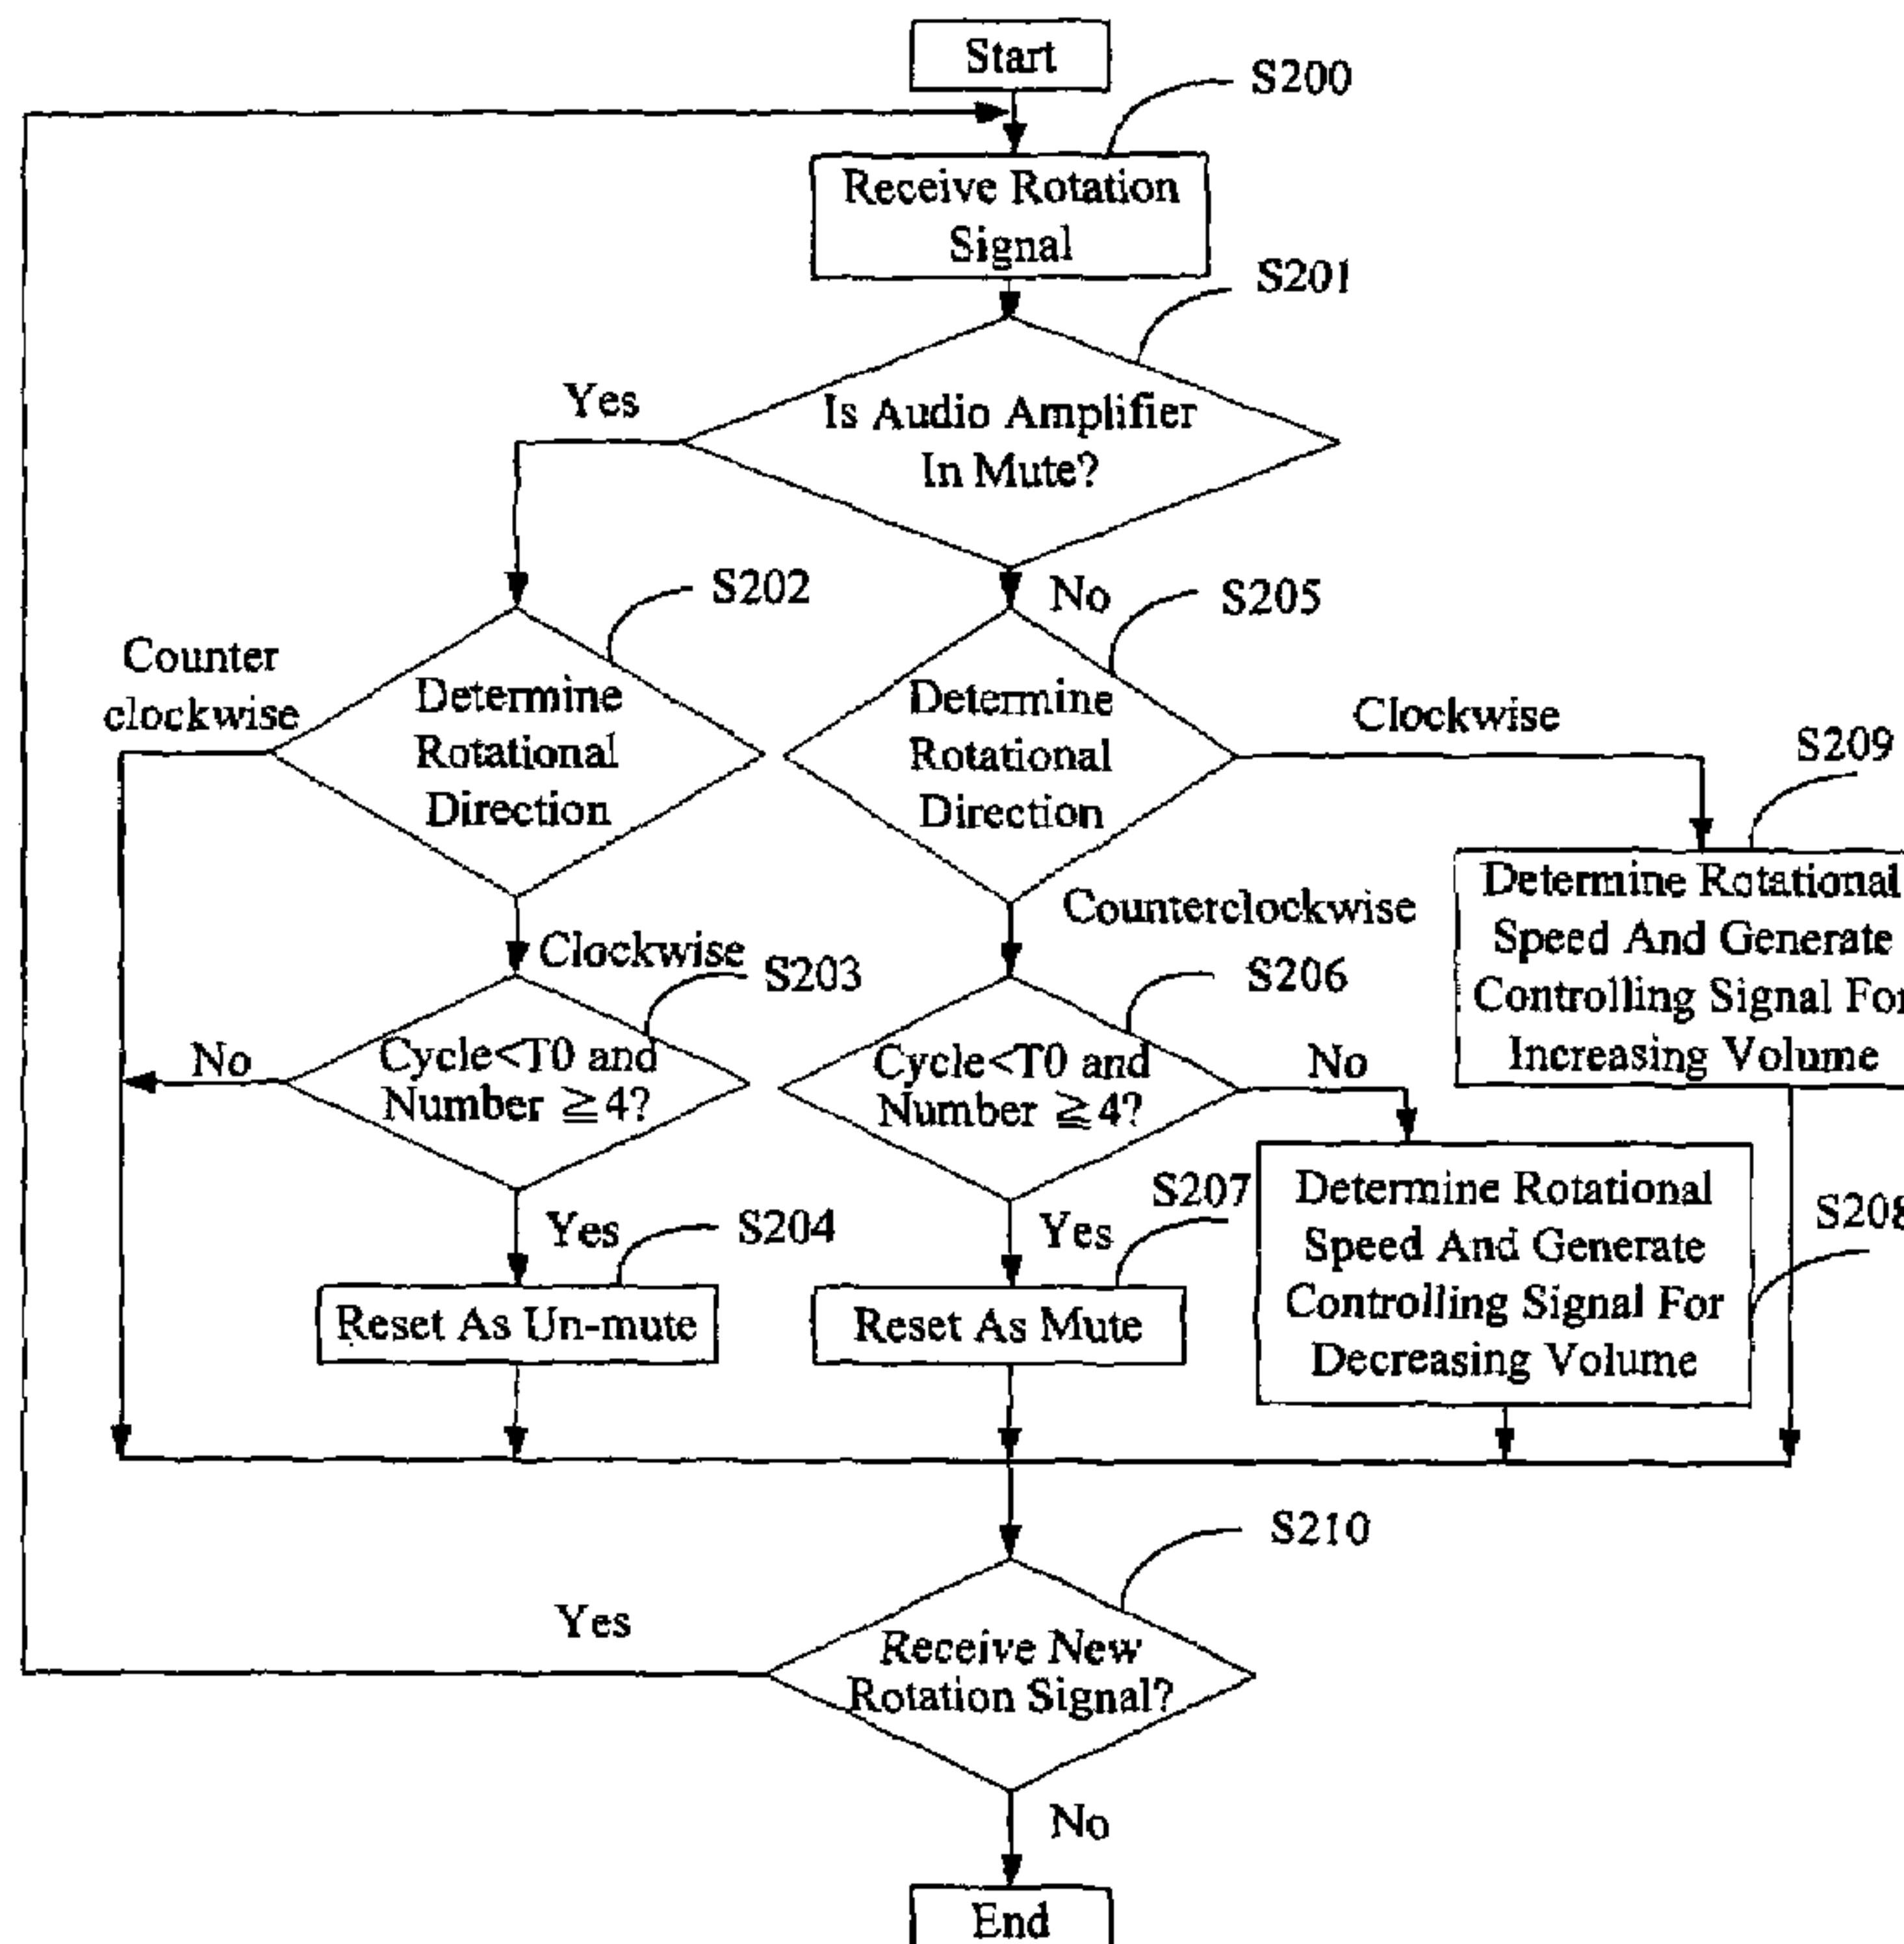 Start
S200
Receive Rotation
Signal
S201
Yes
Is Audio Amplifier
In Mute?
S202
No
S205
Counter
clockwise
Determine
Rotational
Direction
Determine
Rotational
Direction
Clockwise
S209
Determine Rotational
Speed And Generate
Controlling Signal For
Increasing Volume
Clockwise
S203
Counterclockwise
S206
No
Cycle<T0 and
Number ≧4?
Cycle<T0 and
Number ≧4?
No
Yes
S204
Yes
S207
Determine Rotational
Speed And Generate
Controlling Signal For
Decreasing Volume
S208
Reset As Un-mute
Reset As Mute
S210
Yes
Receive New
Rotation Signal?
No
End